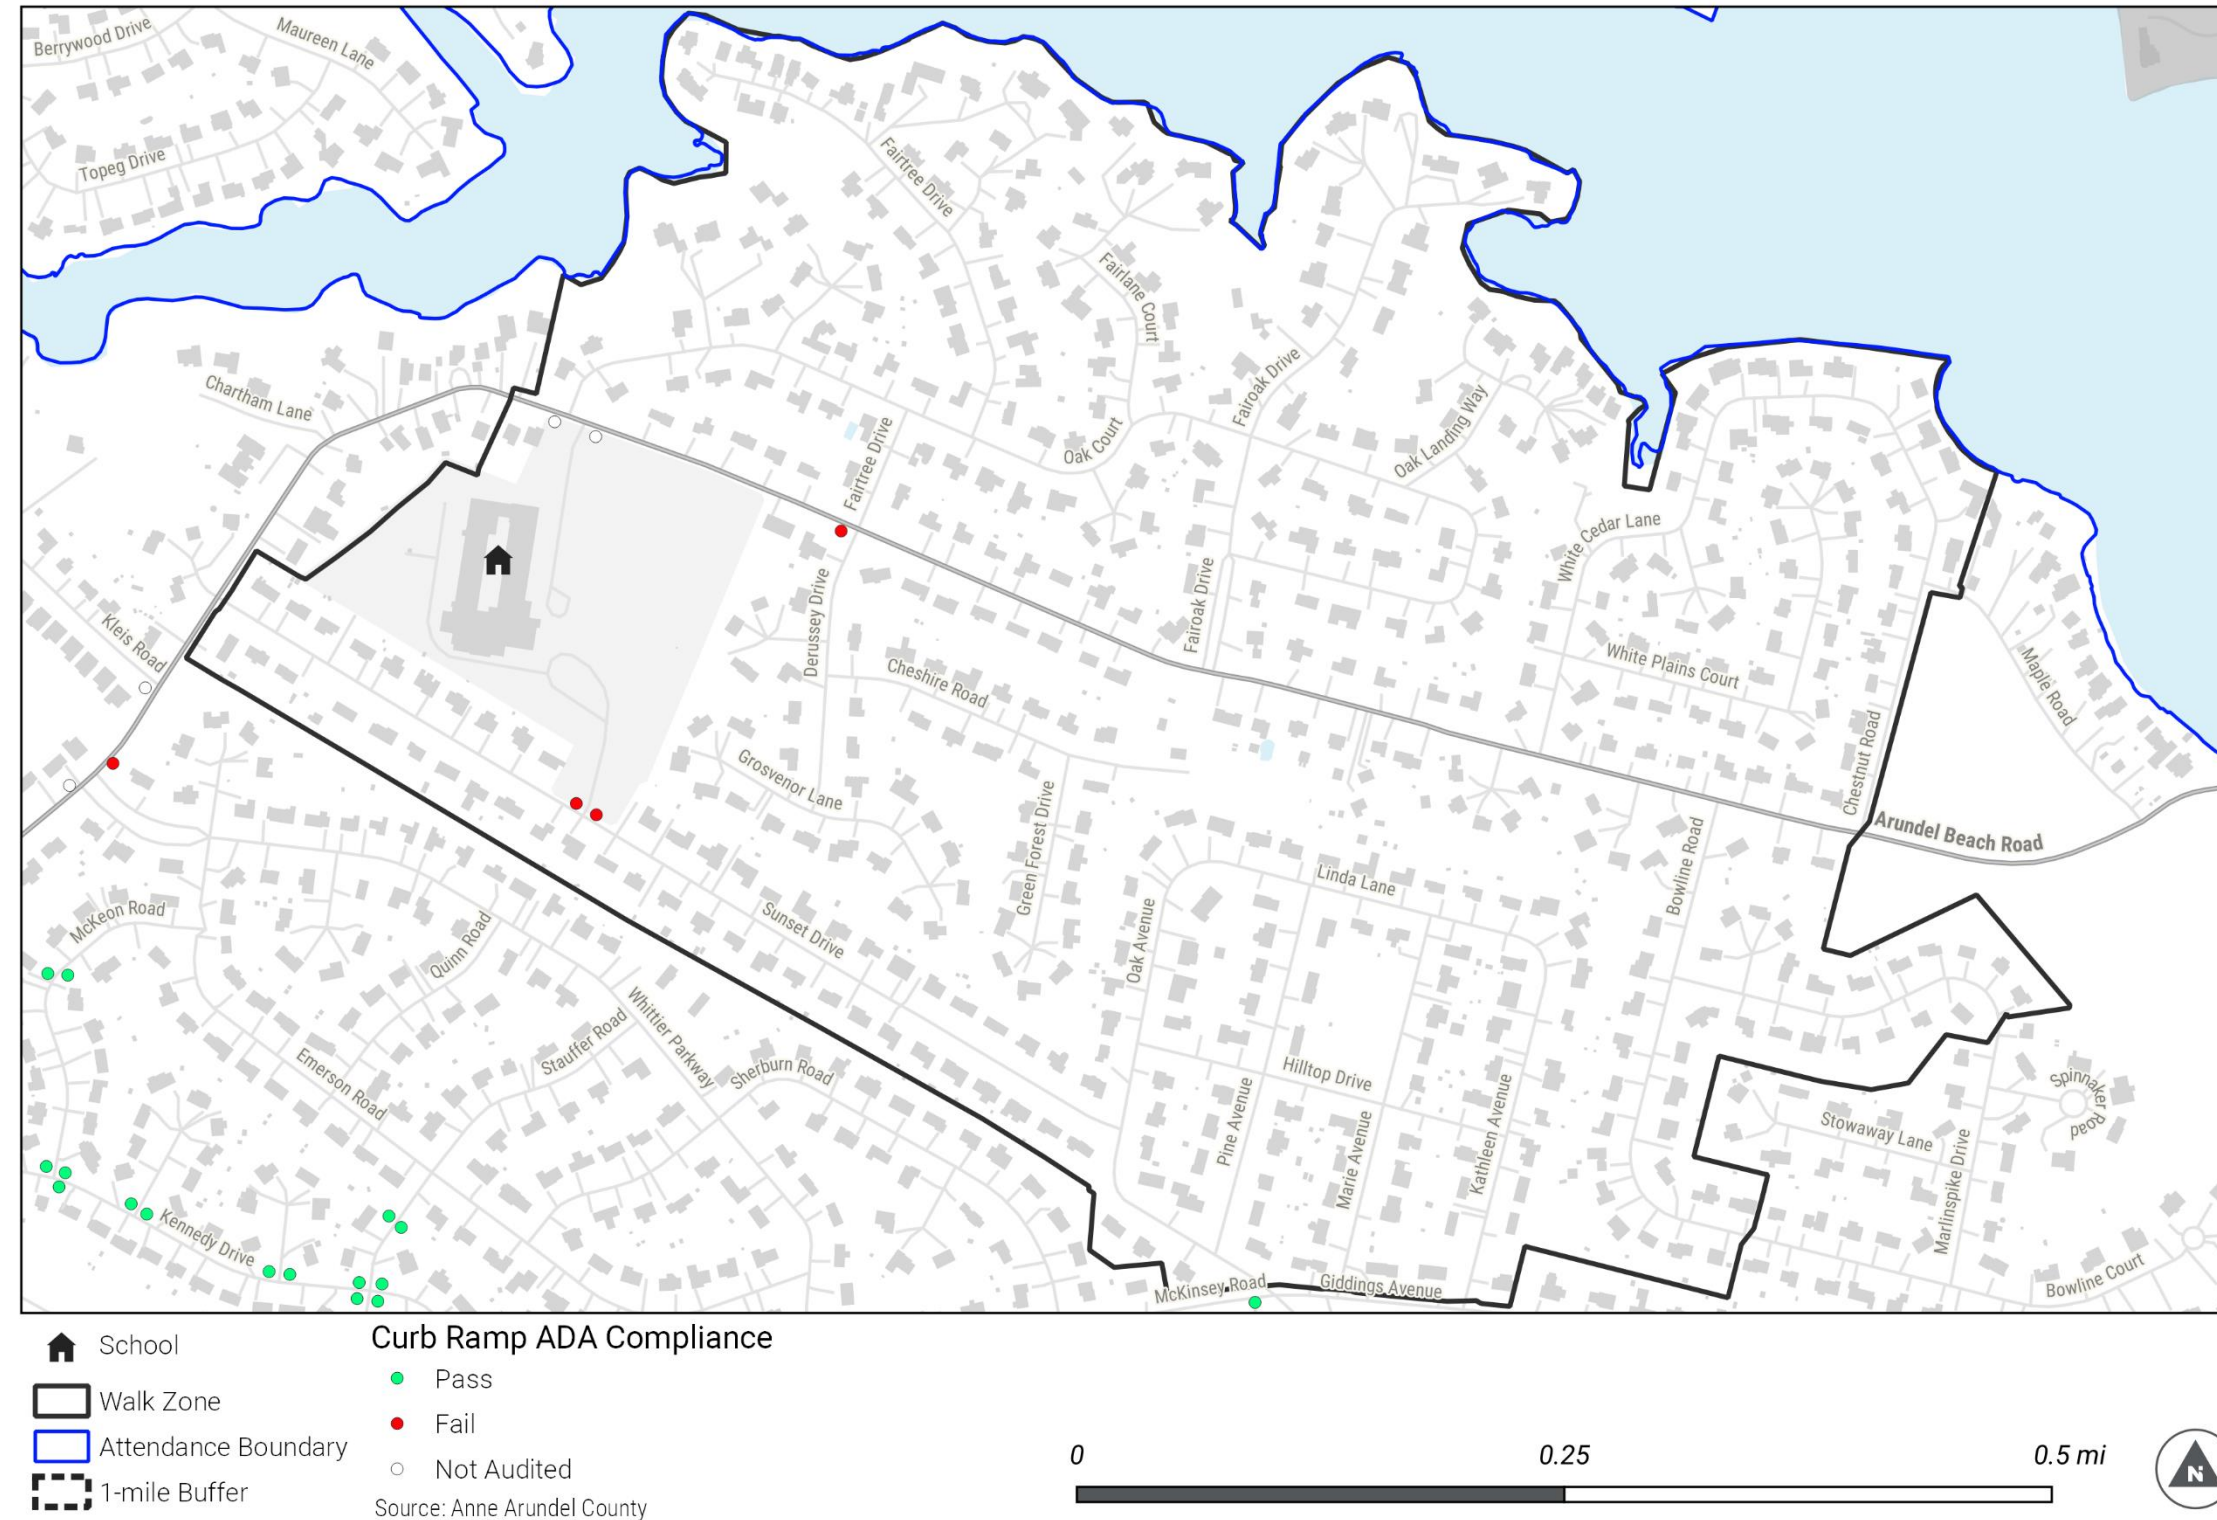 Berrywood Drive
Maureen Lane
Topeg Drive
Fairtree Drive
Fairlane Court
Chartham Lane
Fairoak Drive
Oak Landing Way
Oak Court
Fairtree Drive
White Cedar Lane
Kleis Road
Derussey Drive
Fairoak Drive
Cheshire Road
White Plains Court
Maple Road
Chestnut Road
Grosvenor Lane
Green Forest Drive
Arundel Beach Road
Linda Lane
Bowline Road
McKeon Road
Quinn Road
Sunset Drive
Oak Avenue
Whittier Parkway
Stauffer Road
Emerson Road
Sherburn Road
Hilltop Drive
Pine Avenue
Marie Avenue
Kathleen Avenue
Spinnaker Road
Stowaway Lane
Marlinspike Drive
Kennedy Drive
McKinsey Road
Giddings Avenue
Bowline Court
School
Walk Zone
Attendance Boundary
1-mile Buffer
Curb Ramp ADA Compliance
Pass
Fail
Not Audited
Source: Anne Arundel County
0 0.25 0.5 mi
N